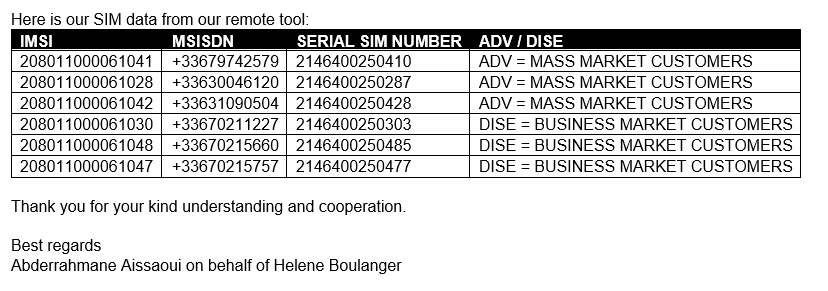 Here is our SIM data from our remote tool:
IMSI MSISDN SERIAL SIM NUMBER ADV / DISE
208011000061041 +33679742579 2146400250410 ADV = MASS MARKET CUSTOMERS
208011000061028 +33630046120 2146400250287 ADV = MASS MARKET CUSTOMERS
208011000061042 +33631090504 2146400250428 ADV = MASS MARKET CUSTOMERS
208011000061030 +33670211227 2146400250303 DISE = BUSINESS MARKET CUSTOMERS
208011000061048 +33670215660 2146400250485 DISE = BUSINESS MARKET CUSTOMERS
208011000061047 +33670215757 2146400250477 DISE = BUSINESS MARKET CUSTOMERS
Thank you for your kind understanding and cooperation.
Best regards
Abderrahmane Aissaoui on behalf of Helene Boulanger